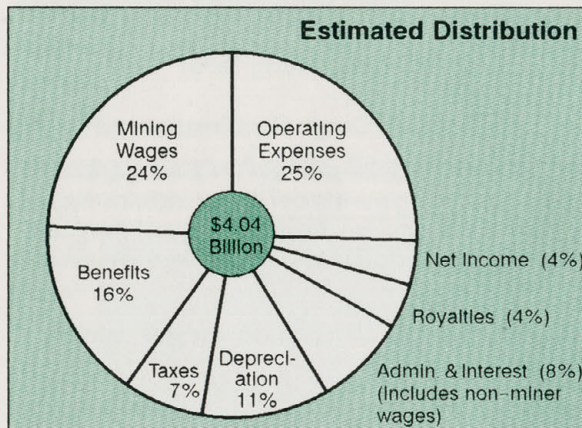 Estimated Distribution
Mining
Wages
24%
Operating
Expenses
25%
$4.04
Billion
Net Income (4%)
Benefits
16%
Royalties (4%)
Taxes
7%
Depreci-
ation
11%
Admin & Interest (8%)
(Includes non-miner
wages)